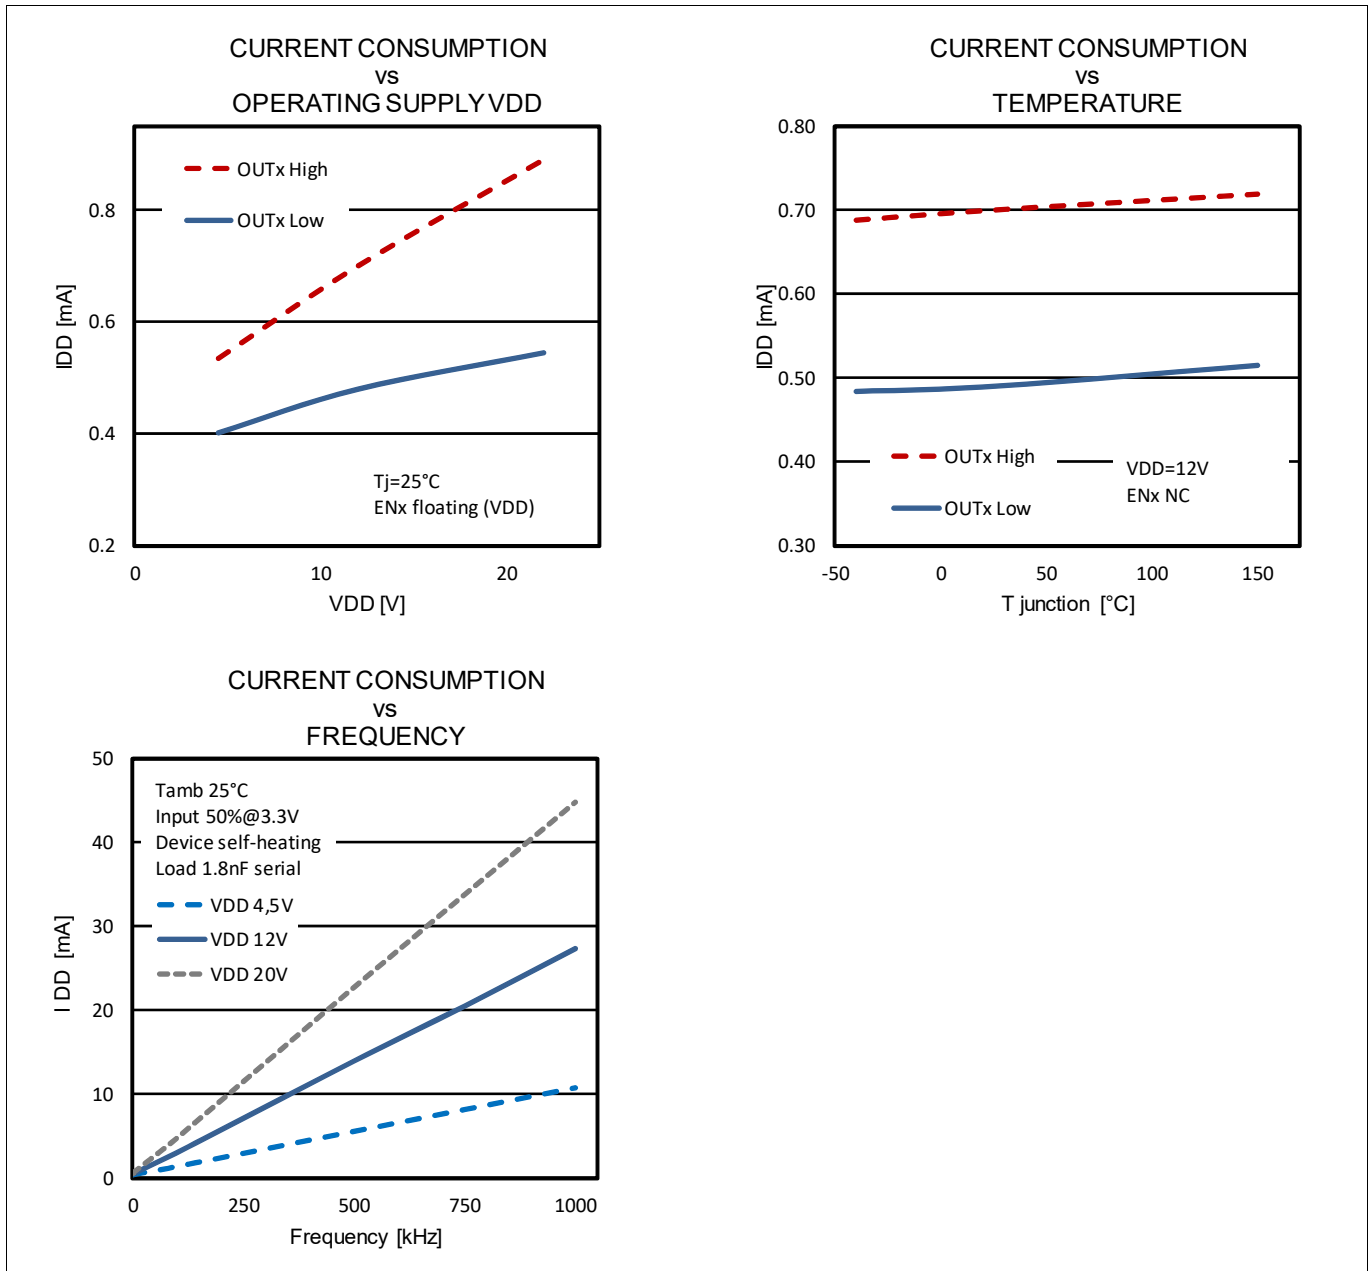 CURRENT CONSUMPTION
vs
OPERATING SUPPLY VDD
OUTx High
OUTx Low
0.8
0.6
0.4
0.2
IDD [mA]
Tj=25°C
ENx floating (VDD)
0 10 20
VDD [V]
CURRENT CONSUMPTION
vs
TEMPERATURE
0.80
0.70
0.60
0.50
0.40
0.30
IDD [mA]
OUTx High
OUTx Low
VDD=12V
ENx NC
-50 0 50 100 150
T junction [°C]
CURRENT CONSUMPTION
vs
FREQUENCY
50
40
30
20
10
0
I DD [mA]
Tamb 25°C
Input 50%@3.3V
Device self-heating
Load 1.8nF serial
VDD 4,5V
VDD 12V
VDD 20V
0 250 500 750 1000
Frequency [kHz]